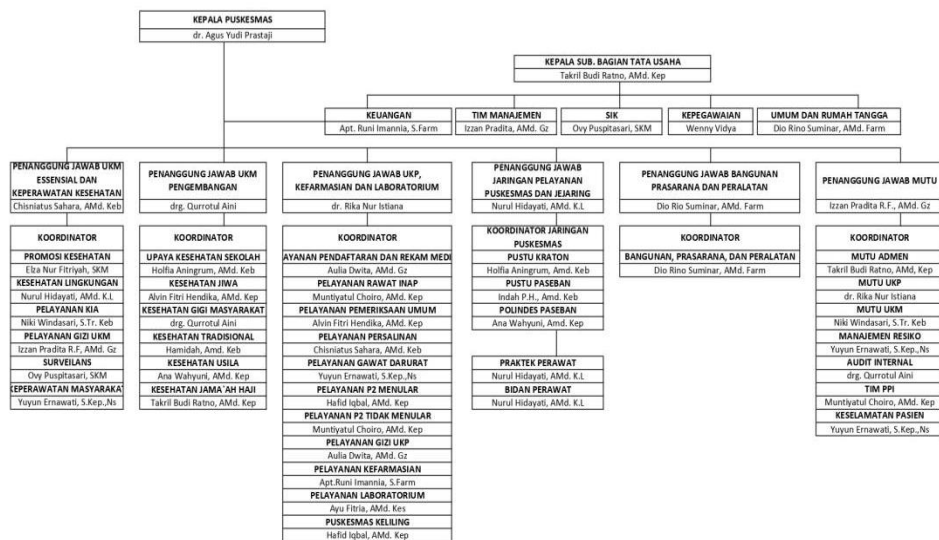 KEPALA PUSKESMAS
dr. Agus Yudi Prastaji
KEPALA SUB. BAGIAN TATA USAHA
Takril Budi Ratno, AMd. Kep
KEUANGAN
Apt. Runi Imannia, S.Farm
TIM MANAJEMEN
Izzan Pradita, AMd. Gz
SIK
Ovy Puspitasari, SKM
KEPEGAWAIAN
Wenny Vidya
UMUM DAN RUMAH TANGGA
Dio Rino Suminar, AMd. Farm
PENANGGUNG JAWAB UKM
ESSENSIAL DAN
KEPERAWATAN KESEHATAN
Chisniatus Sahara, AMd. Keb
KOORDINATOR
PROMOSI KESEHATAN
Elza Nur Fitriyah, SKM
KESEHATAN LINGKUNGAN
Nurul Hidayati, AMd. K.L
PELAYANAN KIA
Niki Windasari, S.Tr. Keb
PELAYANAN GIZI UKM
Izzan Pradita R.F, AMd. Gz
SURVEILANS
Ovy Puspitasari, SKM
KEPERAWATAN MASYARAKAT
Yuyun Ernawati, S.Kep.,Ns
PENANGGUNG JAWAB UKM
PENGEMBANGAN
drg. Qurrotul Aini
KOORDINATOR
UPAYA KESEHATAN SEKOLAH
Holfia Aningrum, AMd. Keb
KESEHATAN JIWA
Alvin Fitri Hendika, AMd. Kep
KESEHATAN GIGI MASYARAKAT
drg. Qurrotul Aini
KESEHATAN TRADISIONAL
Hamidah, Amd. Keb
KESEHATAN USILA
Ana Wahyuni, AMd. Kep
KESEHATAN JAMA'AH HAJI
Takril Budi Ratno, AMd. Kep
PENANGGUNG JAWAB UKP,
KEFARMASIAN DAN LABORATORIUM
dr. Rika Nur Istiana
KOORDINATOR
AYANAN PENDAFTARAN DAN REKAM MEDI
Aulia Dwita, AMd. Gz
PELAYANAN RAWAT INAP
Muntiyatul Choiro, AMd. Kep
PELAYANAN PEMERIKSAAN UMUM
Alvin Fitri Hendika, AMd. Kep
PELAYANAN PERSALINAN
Chisniatus Sahara, AMd. Keb
PELAYANAN GAWAT DARURAT
Yuyun Ernawati, S.Kep.,Ns
PELAYANAN P2 MENULAR
Hafid Iqbal, AMd. Kep
PELAYANAN P2 TIDAK MENULAR
Muntiyatul Choiro, AMd. Kep
PELAYANAN GIZI UKP
Aulia Dwita, AMd. Gz
PELAYANAN KEFARMASIAN
Apt.Runi Imannia, S.Farm
PELAYANAN LABORATORIUM
Ayu Fitria, AMd. Kes
PUSKESMAS KELILING
Hafid Iqbal, AMd. Kep
PENANGGUNG JAWAB
JARINGAN PELAYANAN
PUSKESMAS DAN JEJARING
Nurul Hidayati, AMd. K.L
KOORDINATOR JARINGAN
PUSKESMAS
PUSTU KRATON
Holfia Aningrum, Amd. Keb
PUSTU PASEBAN
Indah P.H., Amd. Keb
POLINDES PASEBAN
Ana Wahyuni, Amd. Kep
PRAKTEK PERAWAT
Nurul Hidayati, AMd. K.L
BIDAN PERAWAT
Nurul Hidayati, AMd. K.L
PENANGGUNG JAWAB BANGUNAN
PRASARANA DAN PERALATAN
Dio Rio Suminar, AMd. Farm
KOORDINATOR
BANGUNAN, PRASARANA, DAN PERALATAN
Dio Rino Suminar, AMd. Farm
PENANGGUNG JAWAB MUTU
Izzan Pradita R.F., AMd. Gz
KOORDINATOR
MUTU ADMEN
Takril Budi Ratno, AMd, Kep
MUTU UKP
dr. Rika Nur Istiana
MUTU UKM
Niki Windasari, S.Tr. Keb
MANAJEMEN RESIKO
Yuyun Ernawati, S.Kep.,Ns
AUDIT INTERNAL
drg. Qurrotul Aini
TIM PPI
Muntiyatul Choiro, AMd. Kep
KESELAMATAN PASIEN
Yuyun Ernawati, S.Kep.,Ns